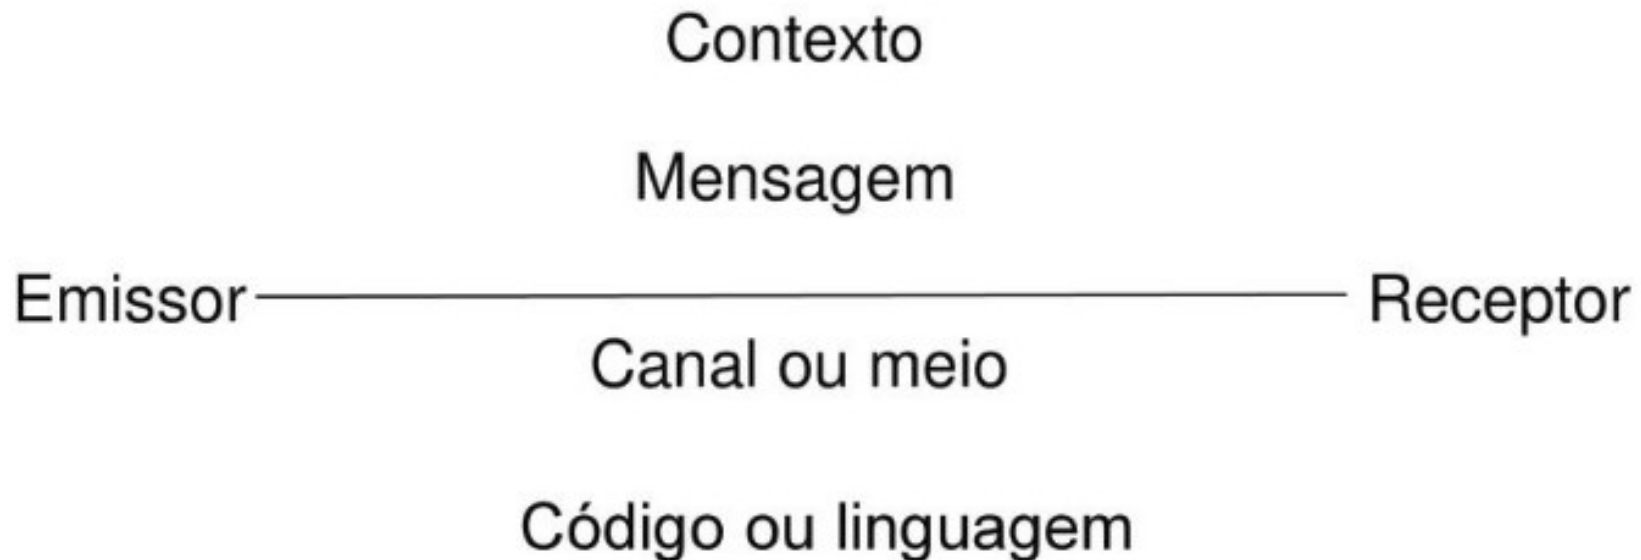 Contexto
Mensagem
Emissor Receptor
Canal ou meio
Código ou linguagem